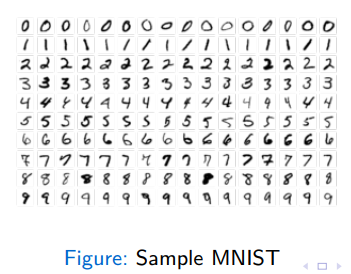 0 0 0 0 0 0 0 0 0 0 0 0 0 0 0 0
1 1 1 1 1 1 1 1 1 1 1 1 1 1 1 1
2 2 2 2 2 2 2 2 2 2 2 2 2 2 2 2
3 3 3 3 3 3 3 3 3 3 3 3 3 3 3 3
4 4 4 4 4 4 4 4 4 4 4 4 4 4 4 4
5 5 5 5 5 5 5 5 5 5 5 5 5 5 5 5
6 6 6 6 6 6 6 6 6 6 6 6 6 6 6 6
7 7 7 7 7 7 7 7 7 7 7 7 7 7 7 7
8 8 8 8 8 8 8 8 8 8 8 8 8 8 8 8
9 9 9 9 9 9 9 9 9 9 9 9 9 9 9 9
Figure: Sample MNIST